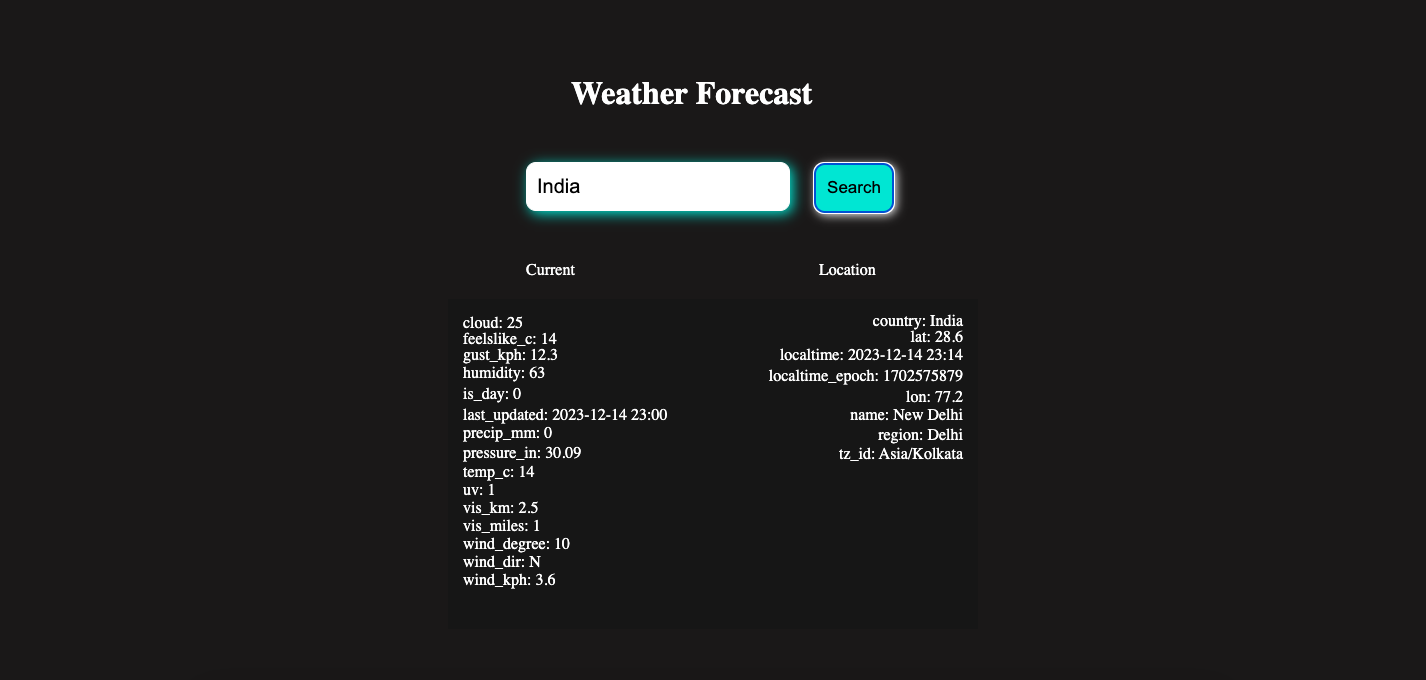 Weather Forecast
India
Search
Current
Location
cloud: 25
feelslike_c: 14
gust_kph: 12.3
humidity: 63
is_day: 0
last_updated: 2023-12-14 23:00
precip_mm: 0
pressure_in: 30.09
temp_c: 14
uv: 1
vis_km: 2.5
vis_miles: 1
wind_degree: 10
wind_dir: N
wind_kph: 3.6
country: India
lat: 28.6
localtime: 2023-12-14 23:14
localtime_epoch: 1702575879
lon: 77.2
name: New Delhi
region: Delhi
tz_id: Asia/Kolkata